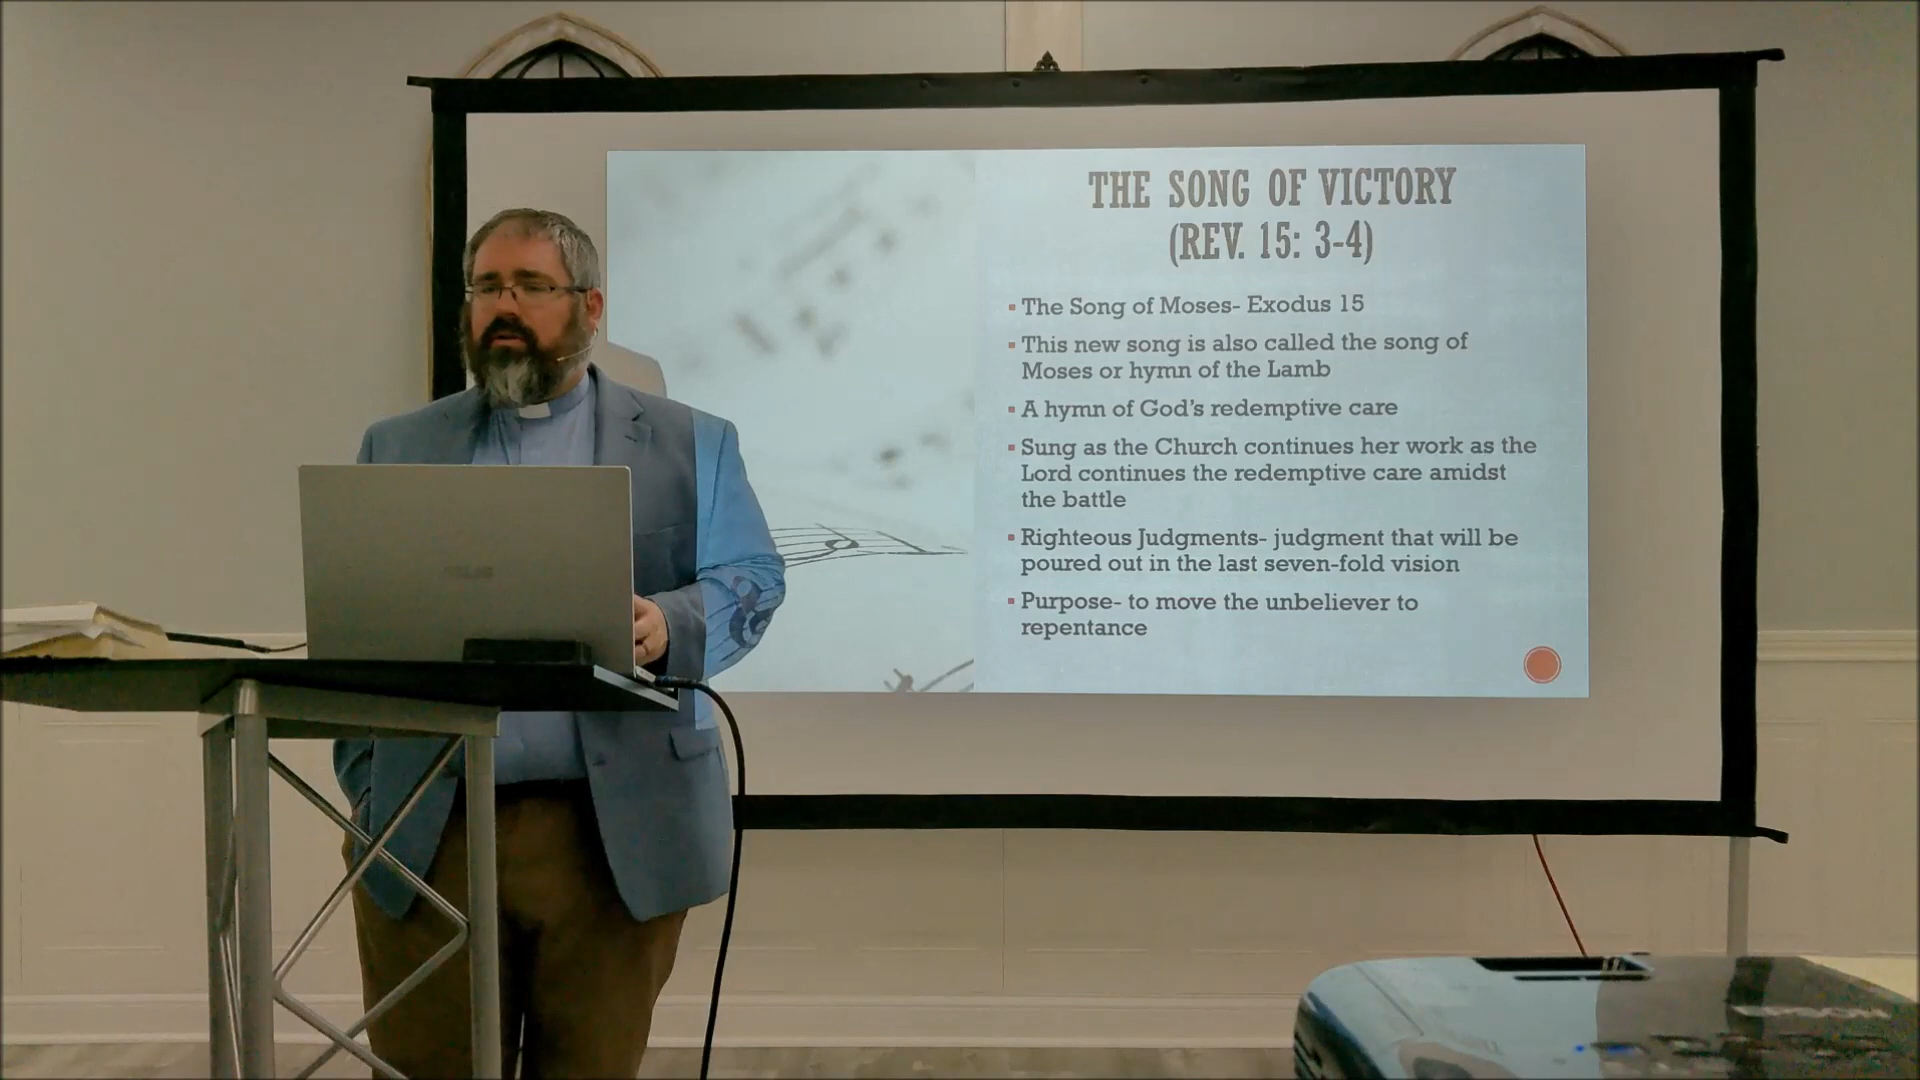 THE SONG OF VICTORY
(REV. 15: 3-4)
▪ The Song of Moses- Exodus 15
▪ This new song is also called the song of
Moses or hymn of the Lamb
▪ A hymn of God's redemptive care
▪ Sung as the Church continues her work as the
Lord continues the redemptive care amidst
the battle
▪ Righteous Judgments- judgment that will be
poured out in the last seven-fold vision
▪ Purpose- to move the unbeliever to
repentance